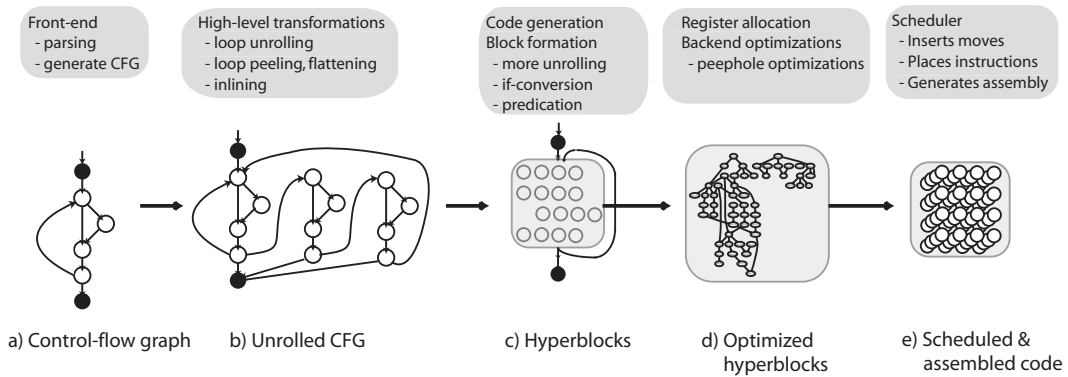 Front-end
- parsing
- generate CFG
High-level transformations
- loop unrolling
- loop peeling, flattening
- inlining
Code generation
Block formation
- more unrolling
- if-conversion
- predication
Register allocation
Backend optimizations
- peephole optimizations
Scheduler
- Inserts moves
- Places instructions
- Generates assembly
a) Control-flow graph
b) Unrolled CFG
c) Hyperblocks
d) Optimized
hyperblocks
e) Scheduled &
assembled code